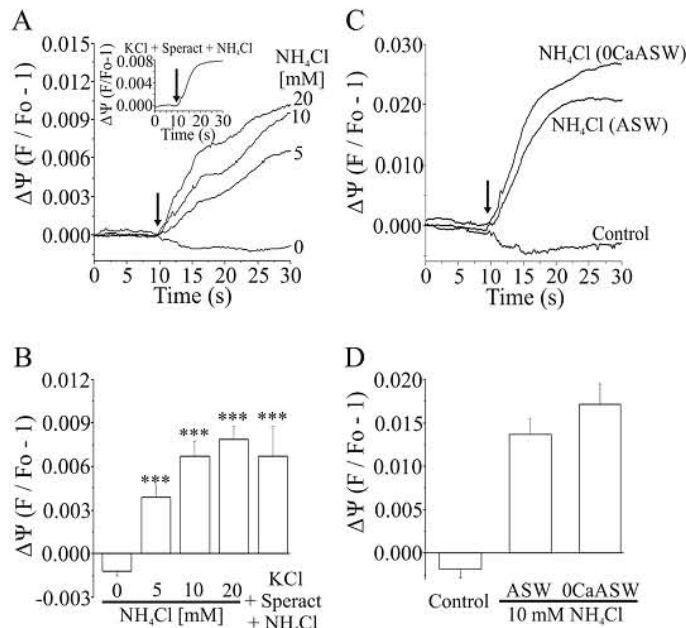 A
ΔΨ (F / Fo - 1)
0.015
0.012
0.009
0.006
0.003
0.000
0 5 10 15 20 25 30
Time (s)
KCl + Speract + NH₄Cl
ΔΨ (F/Fo-1)
0.008
0.004
0.000
0 5 10 15 20 25 30
Time (s)
NH₄Cl
[mM]
20
10
5
0
C
ΔΨ (F / Fo - 1)
0.030
0.020
0.010
0.000
0 5 10 15 20 25 30
Time (s)
NH₄Cl (0CaASW)
NH₄Cl (ASW)
Control
B
ΔΨ (F / Fo - 1)
0.012
0.009
0.006
0.003
0.000
-0.003
*** *** *** ***
0 5 10 20
NH₄Cl [mM]
KCl
+ Speract
+ NH₄Cl
D
ΔΨ (F / Fo - 1)
0.020
0.015
0.010
0.005
0.000
Control ASW 0CaASW
10 mM NH₄Cl